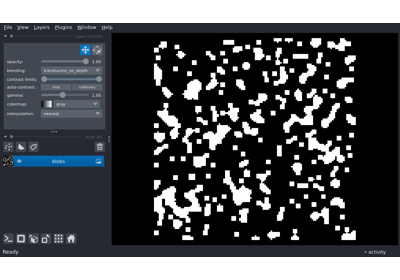 File View Layers Plugins Window Help
opacity: 1.00
blending: translucent_no_depth
contrast limits:
auto-contrast: once continuous
gamma: 1.00
colormap: gray
interpolation: nearest
blobs
Ready
activity